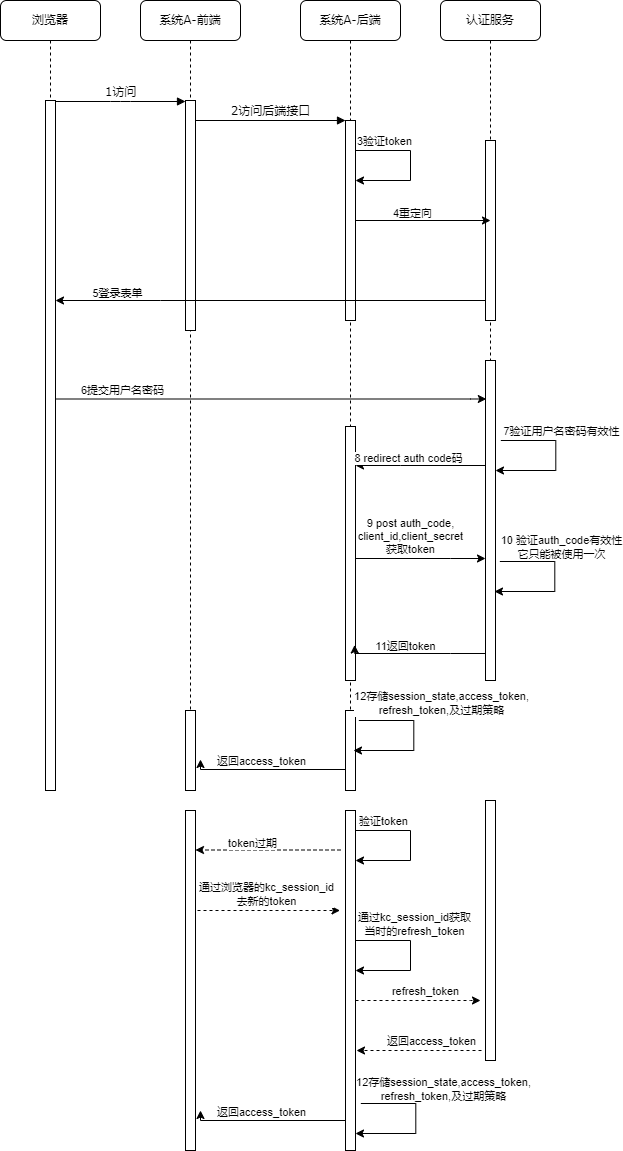 浏览器
系统A-前端
系统A-后端
认证服务
1访问
2访问后端接口
3验证token
4重定向
5登录表单
6提交用户名密码
7验证用户名密码有效性
8 redirect auth code码
9 post auth_code,
client_id,client_secret
获取token
10 验证auth_code有效性
它只能被使用一次
11返回token
12存储session_state,access_token,
refresh_token,及过期策略
返回access_token
验证token
token过期
通过浏览器的kc_session_id
去新的token
通过kc_session_id获取
当时的refresh_token
refresh_token
返回access_token
12存储session_state,access_token,
refresh_token,及过期策略
返回access_token